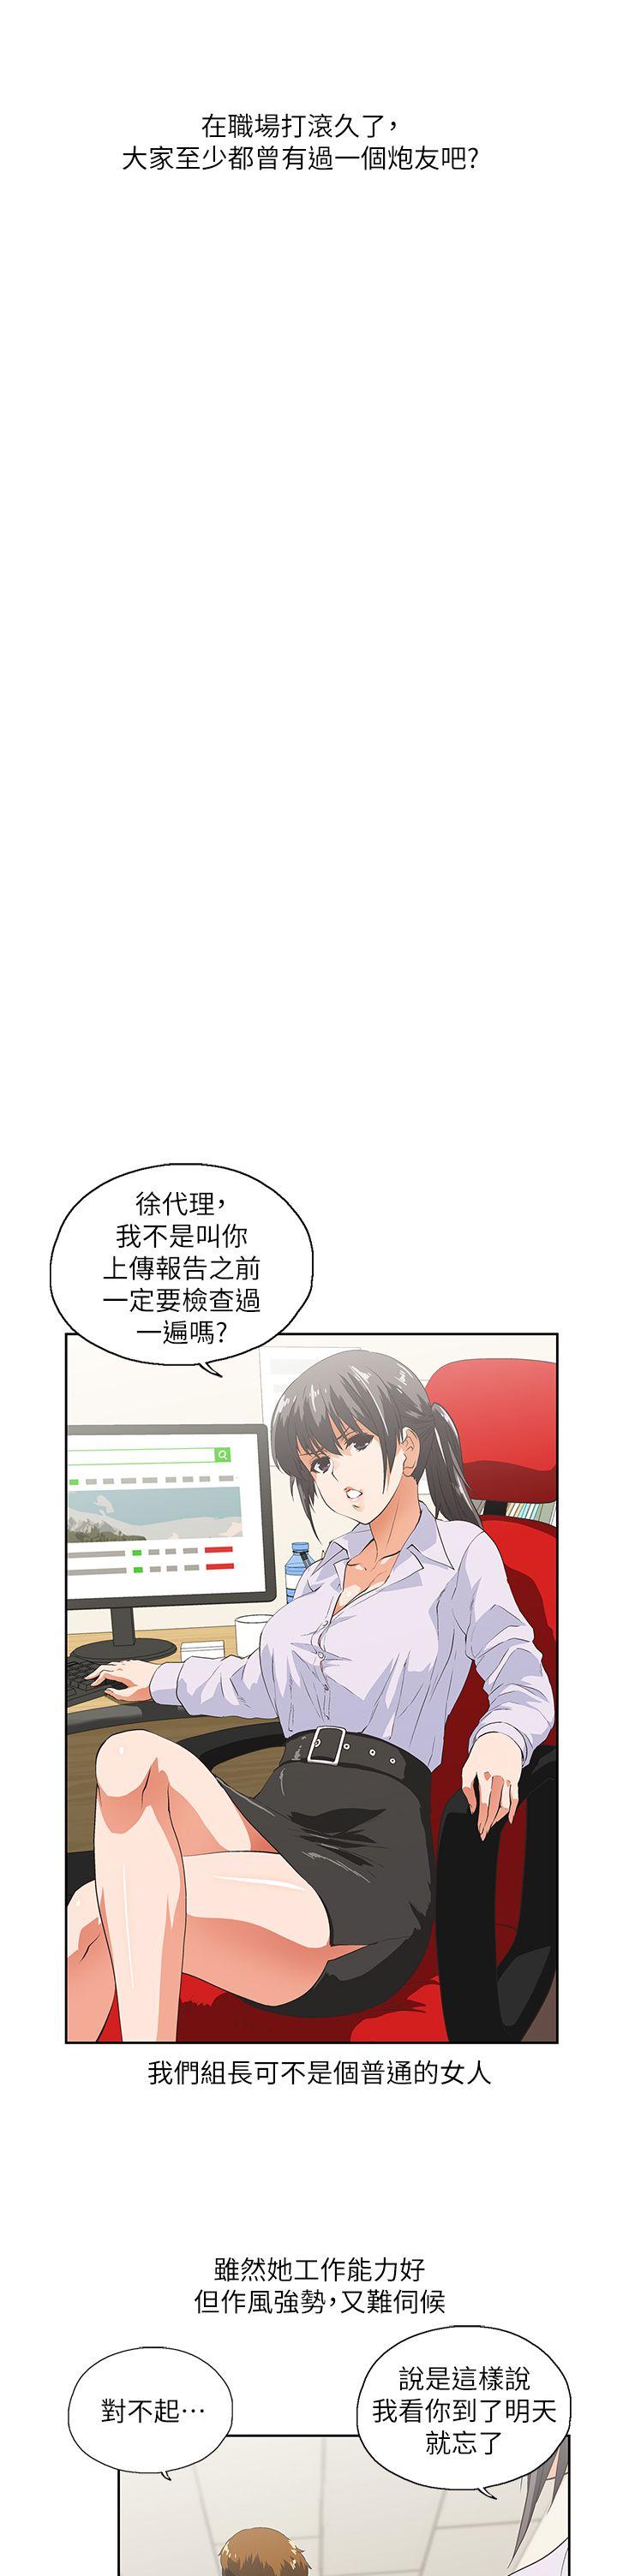 在職場打滾久了，
大家至少都曾有過一個炮友吧?
徐代理，
我不是叫你
上傳報告之前
一定要檢查過
一遍嗎?
我們組長可不是個普通的女人
雖然她工作能力好
但作風強勢，又難伺候
對不起…
說是這樣說
我看你到了明天
就忘了